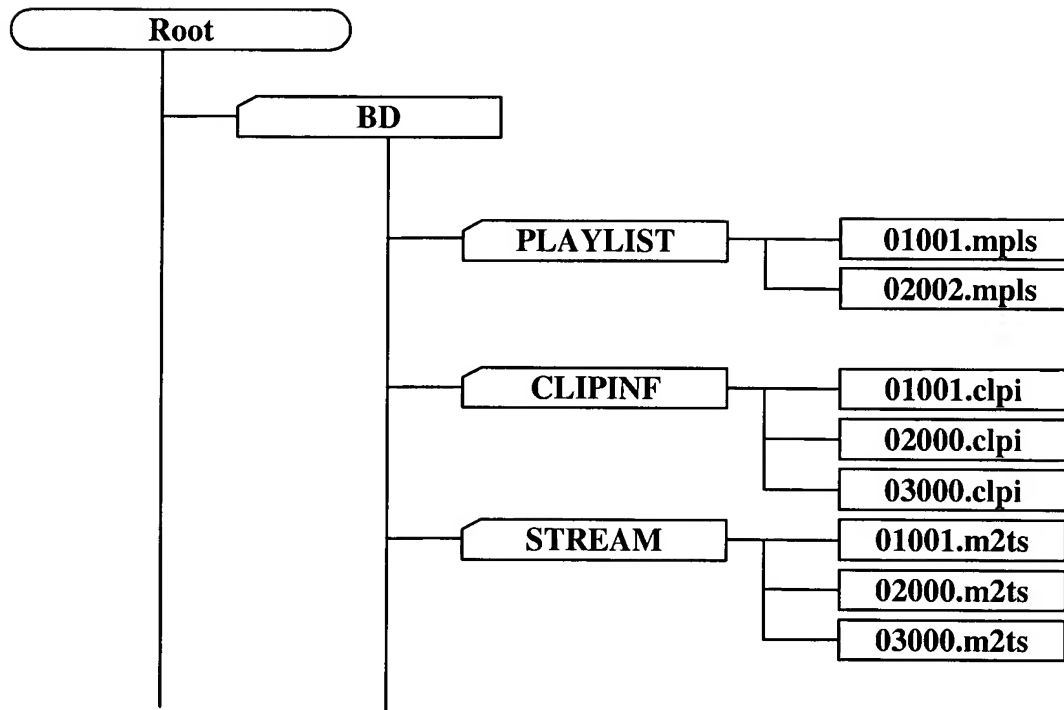 Root
BD
PLAYLIST
01001.mpls
02002.mpls
CLIPINF
01001.clpi
02000.clpi
03000.clpi
STREAM
01001.m2ts
02000.m2ts
03000.m2ts